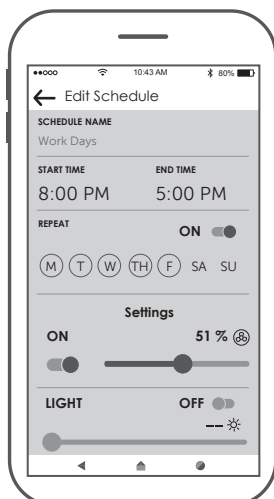 10:43 AM 80%
Edit Schedule
SCHEDULE NAME
Work Days
START TIME END TIME
8:00 PM 5:00 PM
REPEAT ON
M T W TH F SA SU
Settings
ON 51 %
LIGHT OFF
--